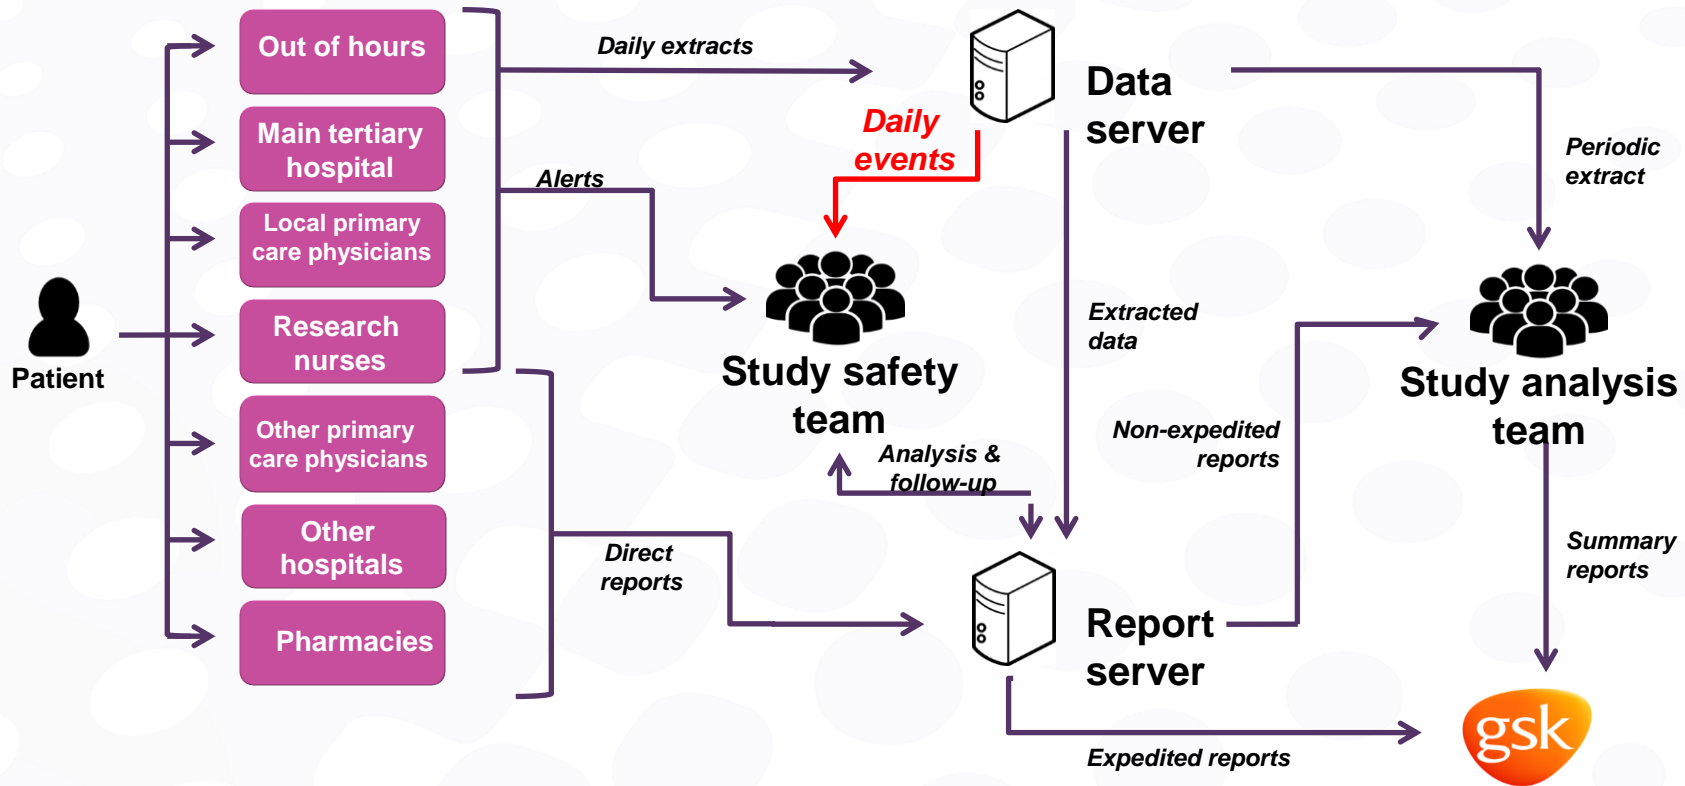 Out of hours
Main tertiary
hospital
Local primary
care physicians
Research
nurses
Other primary
care physicians
Other
hospitals
Pharmacies
Patient
Daily extracts
Alerts
Direct
reports
Daily
events
Data
server
Study safety
team
Analysis &
follow-up
Extracted
data
Report
server
Non-expedited
reports
Expedited reports
Periodic
extract
Study analysis
team
Summary
reports
gsk